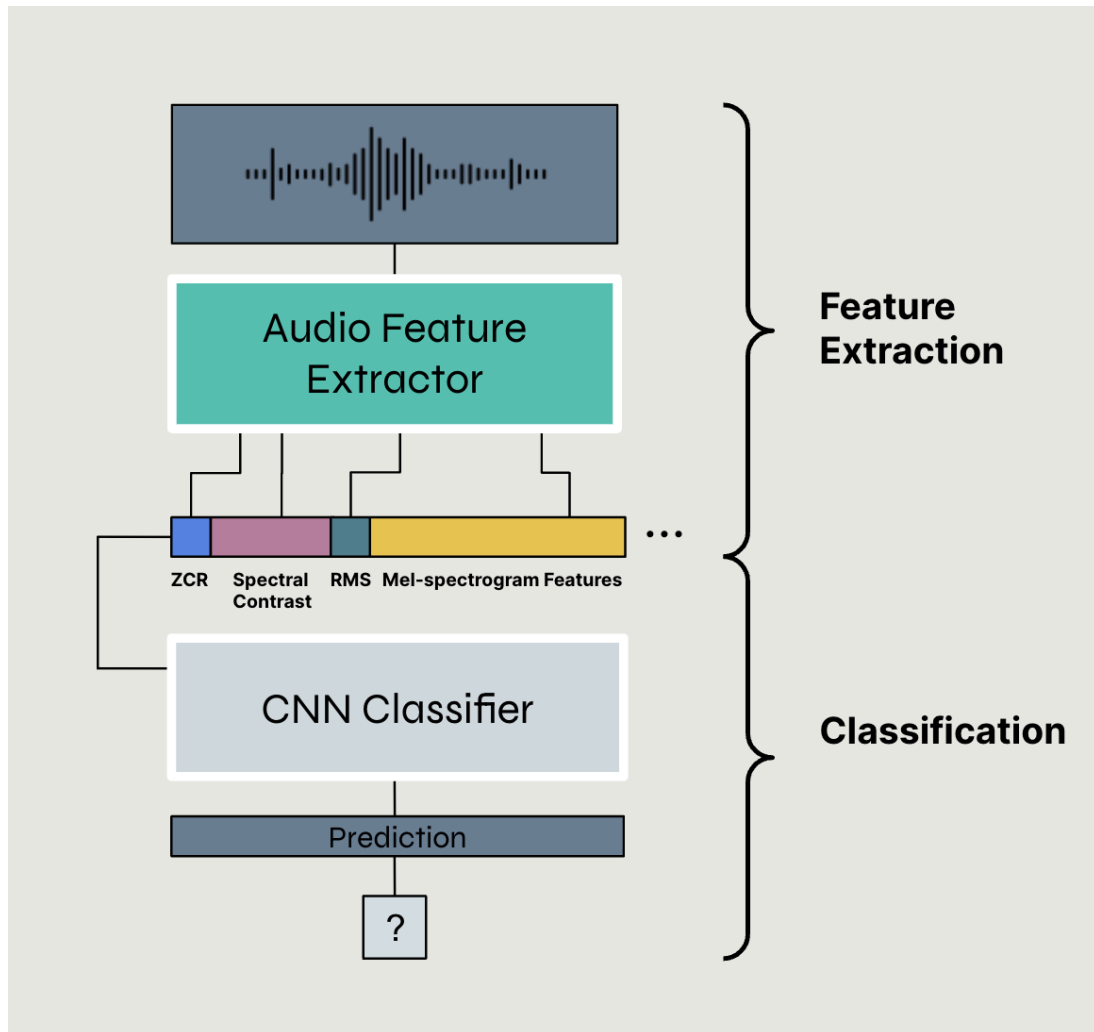 Audio Feature
Extractor
Feature
Extraction
...
ZCR
Spectral
Contrast
RMS
Mel-spectrogram Features
CNN Classifier
Classification
Prediction
?